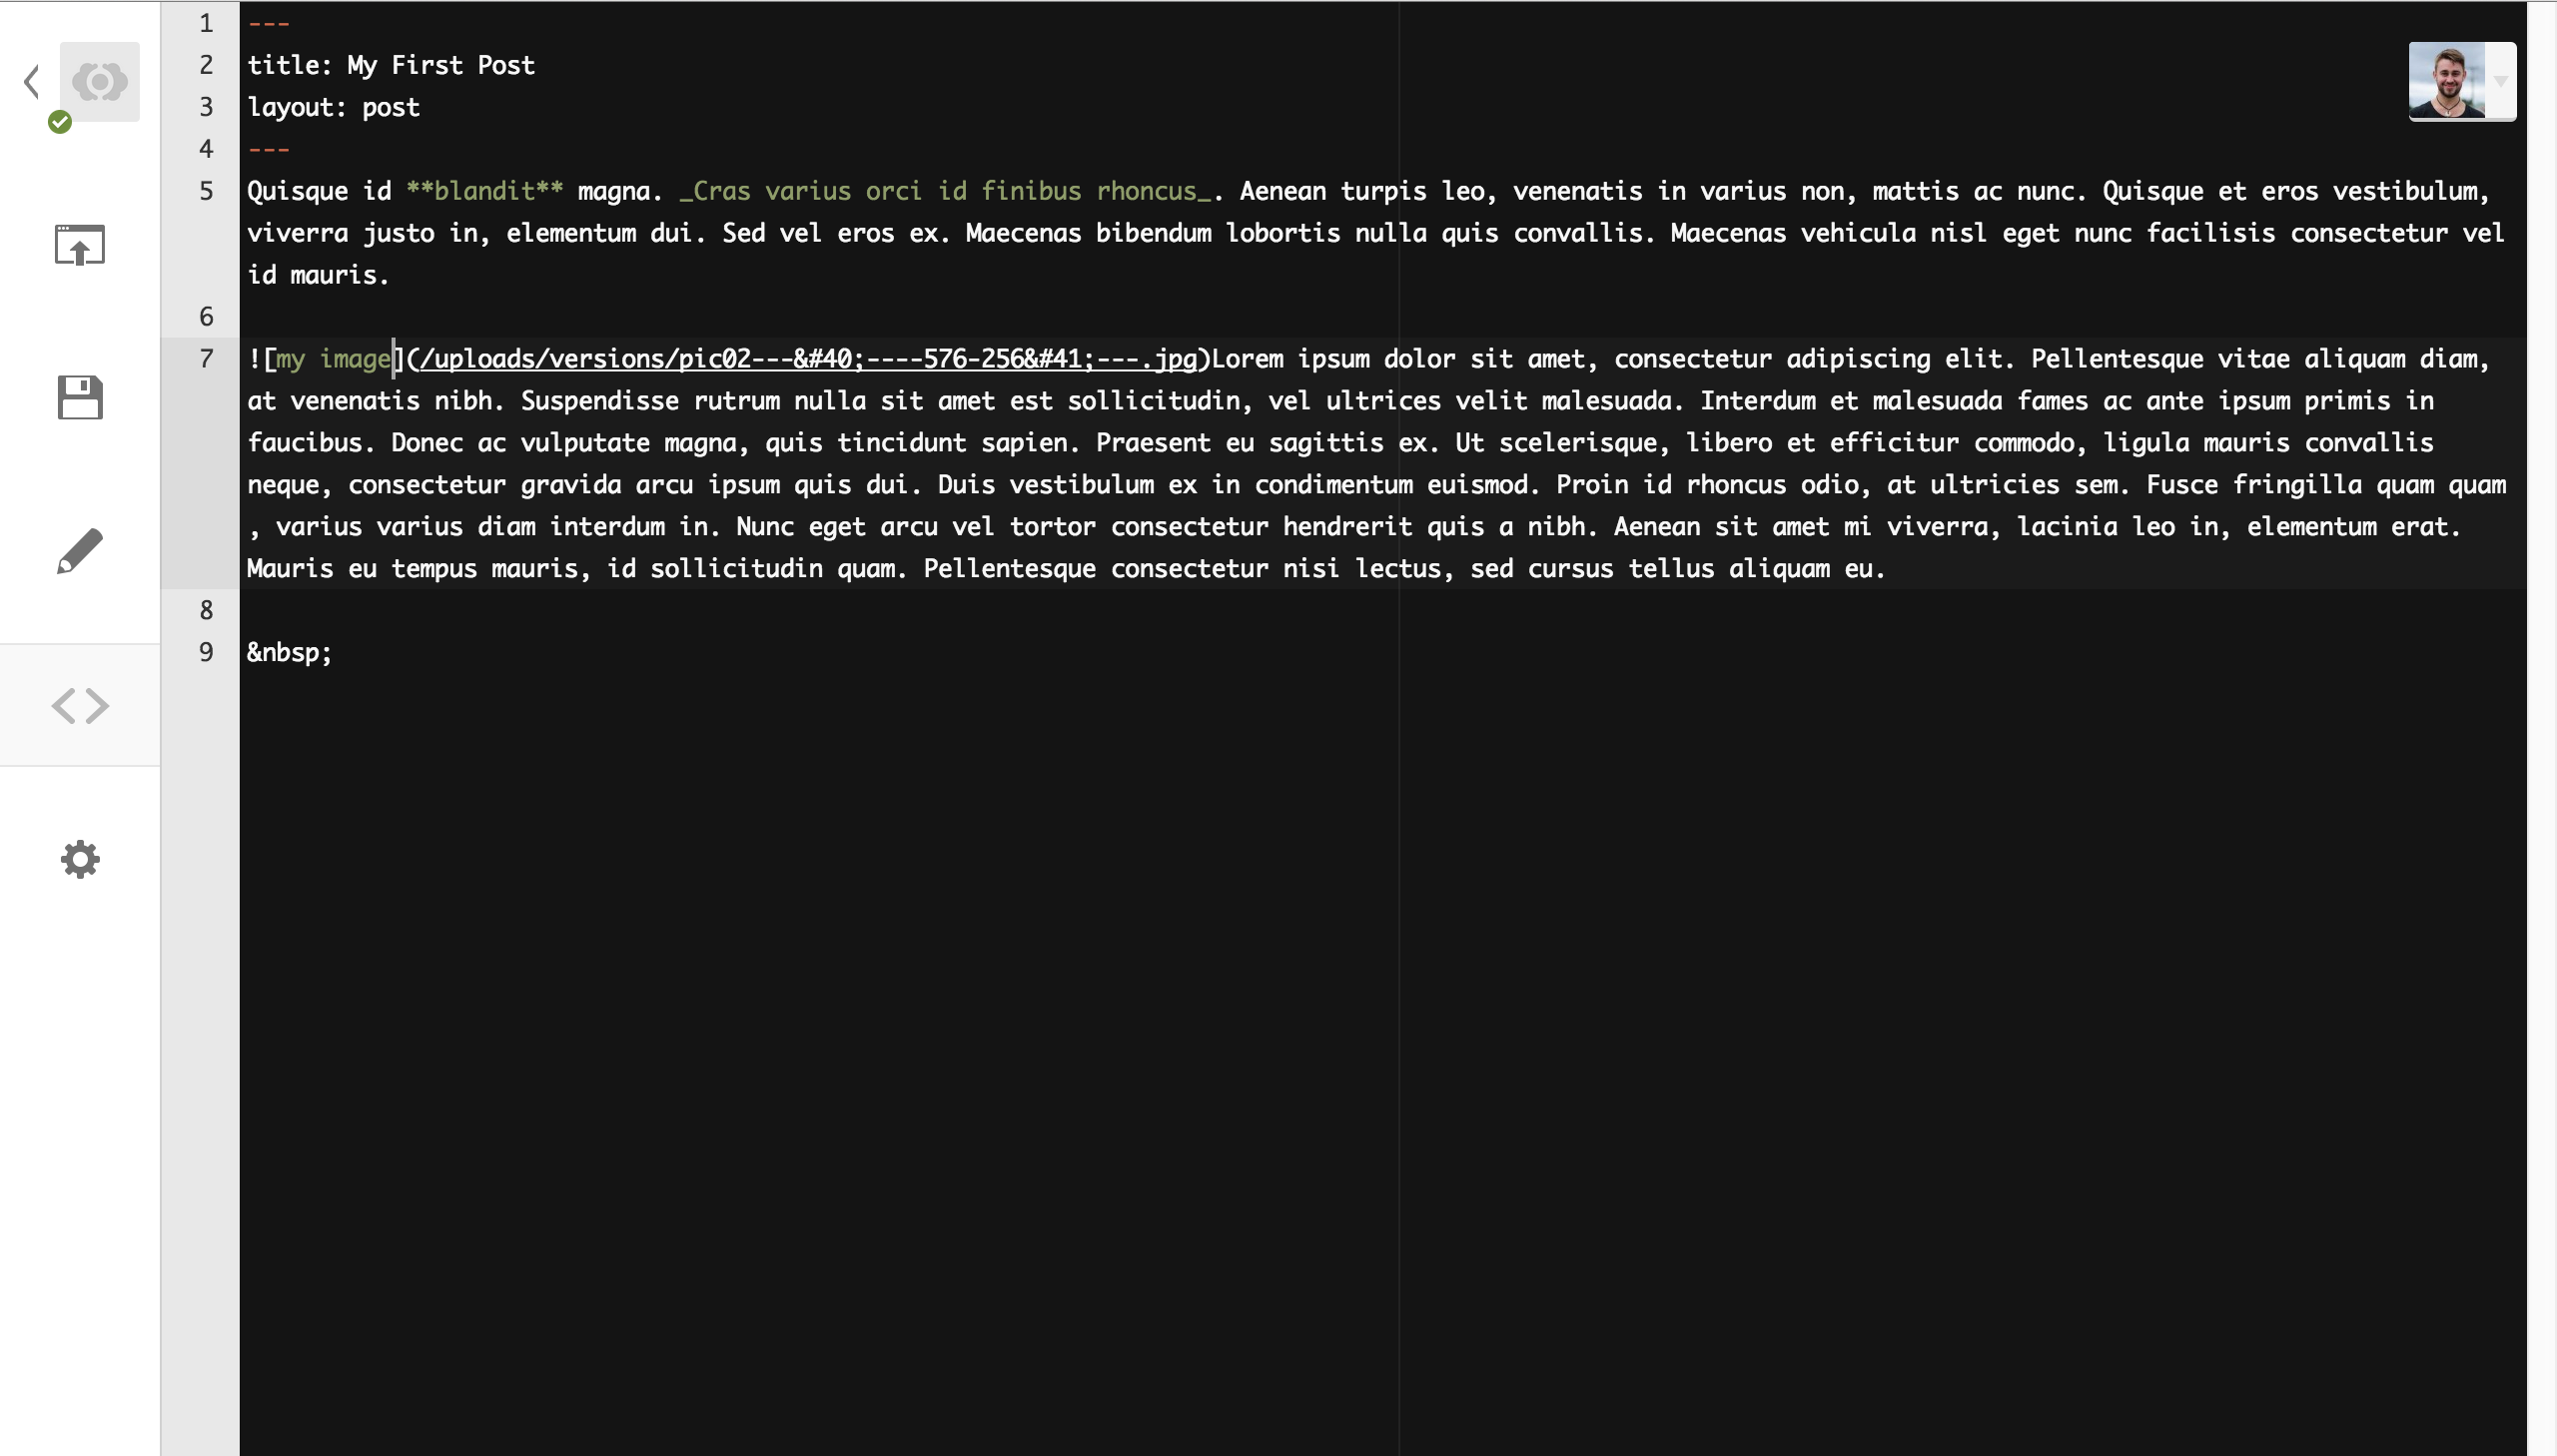 1 ---
2 title: My First Post
3 layout: post
4 ---
5 Quisque id **blandit** magna. _Cras varius orci id finibus rhoncus_. Aenean turpis leo, venenatis in varius non, mattis ac nunc. Quisque et eros vestibulum,
viverra justo in, elementum dui. Sed vel eros ex. Maecenas bibendum lobortis nulla quis convallis. Maecenas vehicula nisl eget nunc facilisis consectetur vel
id mauris.
6
7 ![my image](/uploads/versions/pic02---&#40;----576-256&#41;---.jpg)Lorem ipsum dolor sit amet, consectetur adipiscing elit. Pellentesque vitae aliquam diam,
at venenatis nibh. Suspendisse rutrum nulla sit amet est sollicitudin, vel ultrices velit malesuada. Interdum et malesuada fames ac ante ipsum primis in
faucibus. Donec ac vulputate magna, quis tincidunt sapien. Praesent eu sagittis ex. Ut scelerisque, libero et efficitur commodo, ligula mauris convallis
neque, consectetur gravida arcu ipsum quis dui. Duis vestibulum ex in condimentum euismod. Proin id rhoncus odio, at ultricies sem. Fusce fringilla quam quam
, varius varius diam interdum in. Nunc eget arcu vel tortor consectetur hendrerit quis a nibh. Aenean sit amet mi viverra, lacinia leo in, elementum erat.
Mauris eu tempus mauris, id sollicitudin quam. Pellentesque consectetur nisi lectus, sed cursus tellus aliquam eu.
8
9 &nbsp;